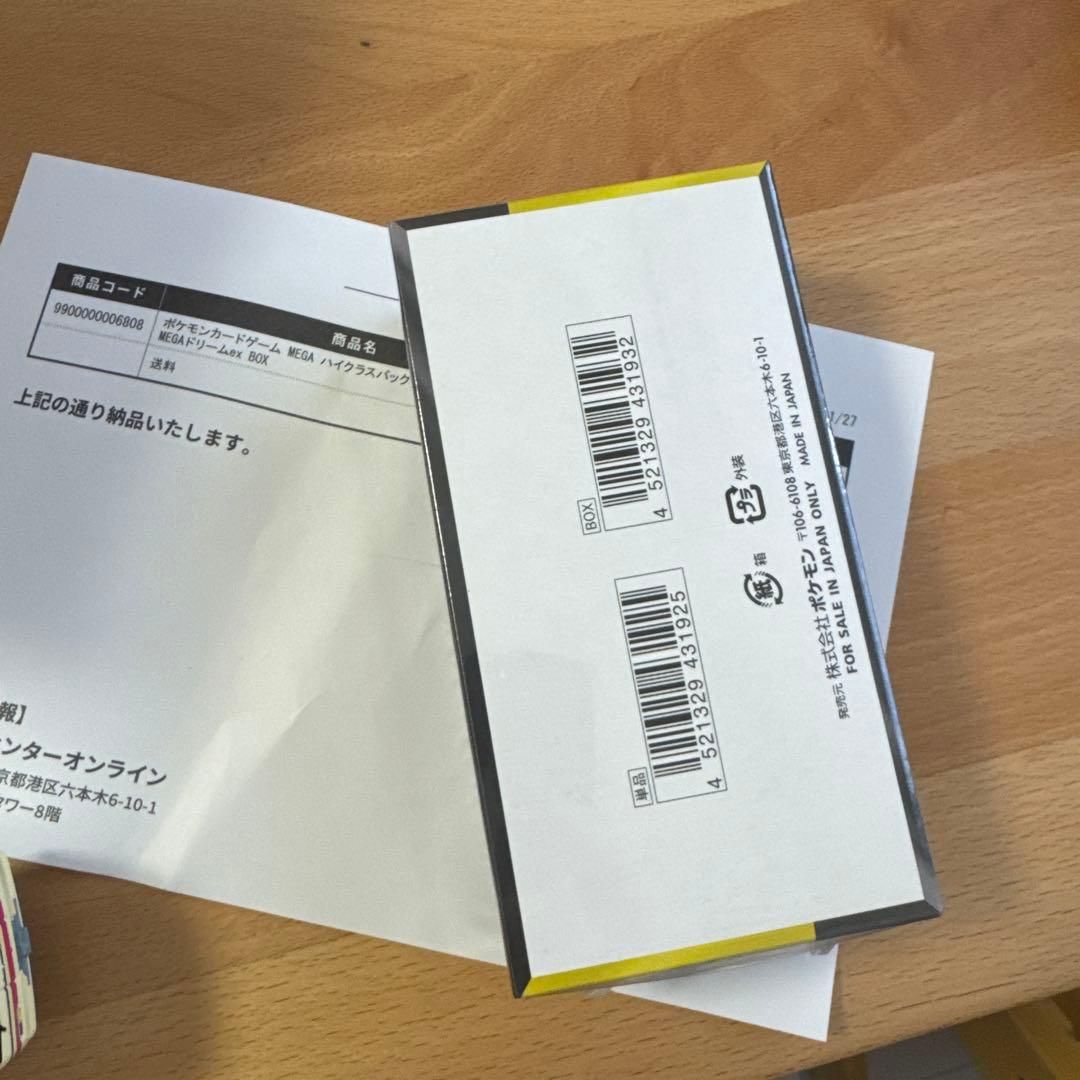 商品コード
商品名
9900000006808
ポケモンカードゲーム MEGA ハイクラスパック
MEGAドリームex BOX
送料
上記の通り納品いたします。
報】
ンターオンライン
京都港区六本木6-10-1
ワー8階
1/27
BOX
4 521329 431932
単品
4 521329 431925
プラ 外装
紙 箱
発売元 株式会社ポケモン 〒106-6108 東京都港区六本木6-10-1
FOR SALE IN JAPAN ONLY MADE IN JAPAN